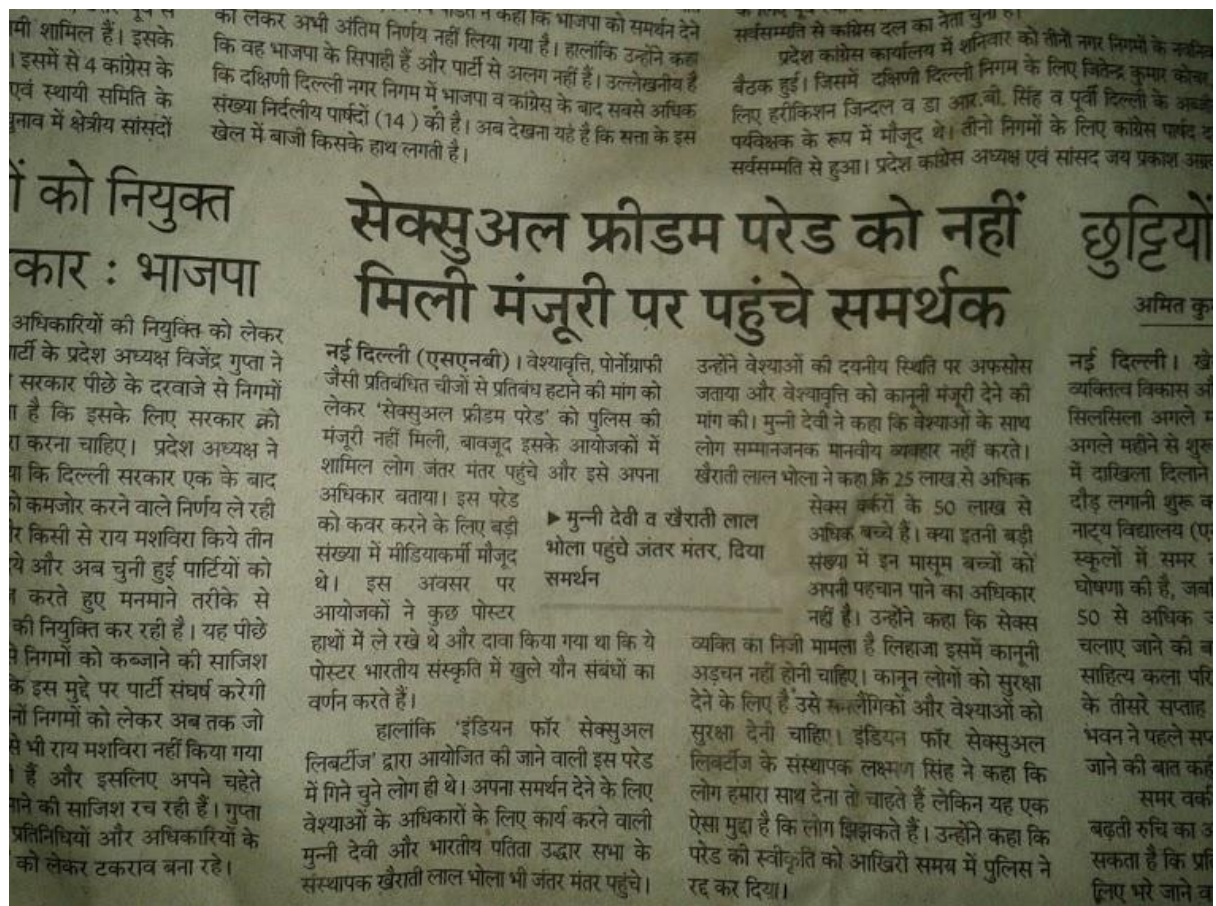 मी शामिल हैं। इसके
। इसमें से 4 कांग्रेस के
एवं स्थायी समिति के
ुनाव में क्षेत्रीय सांसदों
को लेकर अभी अंतिम निर्णय नहीं लिया गया है। हालांकि उन्होंने कहा
कि वह भाजपा के सिपाही हैं और पार्टी से अलग नहीं है। उल्लेखनीय है
कि दक्षिणी दिल्ली नगर निगम में भाजपा व कांग्रेस के बाद सबसे अधिक
संख्या निर्दलीय पार्षदों (14) की है। अब देखना यह है कि सत्ता के इस
खेल में बाजी किसके हाथ लगती है।
सर्वसम्मति से कांग्रेस दल का नेता चुना
प्रदेश कांग्रेस कार्यालय में शनिवार को तीनों नगर निगमों के
बैठक हुई। जिसमें दक्षिणी दिल्ली निगम के लिए जितेन्द्र कुमार कोचर
लिए हरीकिशन जिन्दल व डा आर.बी. सिंह व पूर्वी दिल्ली के
पर्यवेक्षक के रूप में मौजूद थे। तीनो निगमों के लिए कांग्रेस पार्षद
सर्वसम्मति से हुआ। प्रदेश कांग्रेस अध्यक्ष एवं सांसद जय प्रकाश
ं को नियुक्त
कार : भाजपा
अधिकारियों की नियुक्ति को लेकर
ार्टी के प्रदेश अध्यक्ष विजेंद्र गुप्ता ने
सरकार पीछे के दरवाजे से निगमों
है कि इसके लिए सरकार को
करना चाहिए। प्रदेश अध्यक्ष ने
कि दिल्ली सरकार एक के बाद
कमजोर करने वाले निर्णय ले रही
किसी से राय मशविरा किये तीन
और अब चुनी हुई पार्टियों को
करते हुए मनमाने तरीके से
की नियुक्ति कर रही है। यह पीछे
निगमों को कब्जाने की साजिश
इस मुद्दे पर पार्टी संघर्ष करेगी
निगमों को लेकर अब तक जो
से भी राय मशविरा नहीं किया गया
हैं और इसलिए अपने चहेते
की साजिश रच रही हैं। गुप्ता
प्रतिनिधियों और अधिकारियों के
को लेकर टकराव बना रहे।
सेक्सुअल फ्रीडम परेड को नहीं
मिली मंजूरी पर पहुंचे समर्थक
नई दिल्ली (एसएनबी)। वेश्यावृत्ति, पोर्नोग्राफी
जैसी प्रतिबंधित चीजों से प्रतिबंध हटाने की मांग को
लेकर 'सेक्सुअल फ्रीडम परेड' को पुलिस की
मंजूरी नहीं मिली, बावजूद इसके आयोजकों में
शामिल लोग जंतर मंतर पहुंचे और इसे अपना
अधिकार बताया। इस परेड
को कवर करने के लिए बड़ी
संख्या में मीडियाकर्मी मौजूद
थे। इस अवसर पर
आयोजकों ने कुछ पोस्टर
हाथों में ले रखे थे और दावा किया गया था कि ये
पोस्टर भारतीय संस्कृति में खुले यौन संबंधों का
वर्णन करते हैं।
हालांकि 'इंडियन फॉर सेक्सुअल
लिबर्टीज' द्वारा आयोजित की जाने वाली इस परेड
में गिने चुने लोग ही थे। अपना समर्थन देने के लिए
वेश्याओं के अधिकारों के लिए कार्य करने वाली
मुन्नी देवी और भारतीय पतिता उद्धार सभा के
संस्थापक खैराती लाल भोला भी जंतर मंतर पहुंचे।
▶ मुन्नी देवी व खैराती लाल
भोला पहुंचे जंतर मंतर, दिया
समर्थन
उन्होंने वेश्याओं की दयनीय स्थिति पर अफसोस
जताया और वेश्यावृत्ति को कानूनी मंजूरी देने की
मांग की। मुन्नी देवी ने कहा कि वेश्याओं के साथ
लोग सम्मानजनक मानवीय व्यवहार नहीं करते।
खैराती लाल भोला ने कहा कि 25 लाख से अधिक
सेक्स वर्करों के 50 लाख से
अधिक बच्चे हैं। क्या इतनी बड़ी
संख्या में इन मासूम बच्चों को
अपनी पहचान पाने का अधिकार
नहीं है। उन्होंने कहा कि सेक्स
व्यक्ति का निजी मामला है लिहाजा इसमें कानूनी
अड़चन नहीं होनी चाहिए। कानून लोगों को सुरक्षा
देने के लिए है उसे समलैंगिकों और वेश्याओं को
सुरक्षा देनी चाहिए। इंडियन फॉर सेक्सुअल
लिबर्टीज के संस्थापक लक्ष्मण सिंह ने कहा कि
लोग हमारा साथ देना तो चाहते हैं लेकिन यह एक
ऐसा मुद्दा है कि लोग झिझकते हैं। उन्होंने कहा कि
परेड की स्वीकृति को आखिरी समय में पुलिस ने
रद्द कर दिया।
छुट्टियों
अमित
नई दिल्ली।
व्यक्तित्व विकास
सिलसिला अगले
अगले महीने से शुरू
में दाखिला दिलाने
दौड़ लगानी शुरू
नाट्य विद्यालय
स्कूलों में समर
घोषणा की है,
50 से अधिक
चलाए जाने की
साहित्य कला
के तीसरे सप्ताह
भवन ने पहले
जाने की बात
समर
बढ़ती रुचि का
सकता है कि
लिए भरे जाने